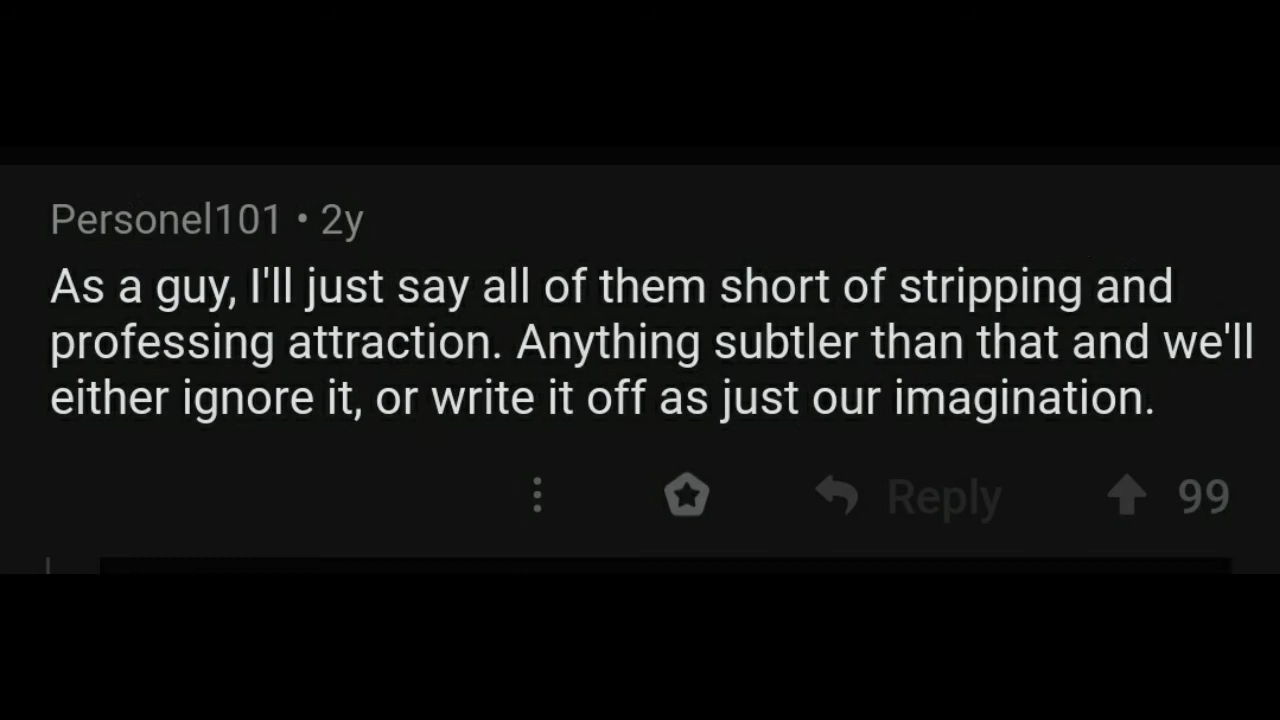 Personel101 • 2y
As a guy, I'll just say all of them short of stripping and
professing attraction. Anything subtler than that and we'll
either ignore it, or write it off as just our imagination.
Reply 99